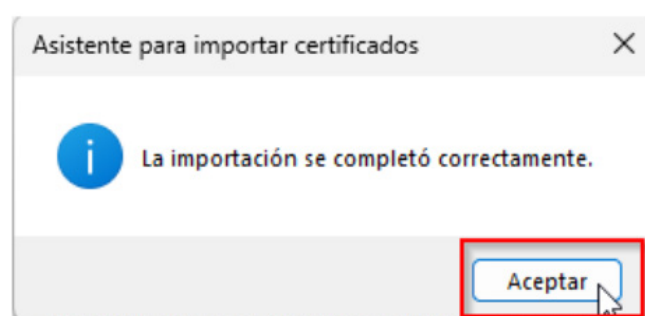 Asistente para importar certificados
La importación se completó correctamente.
Aceptar